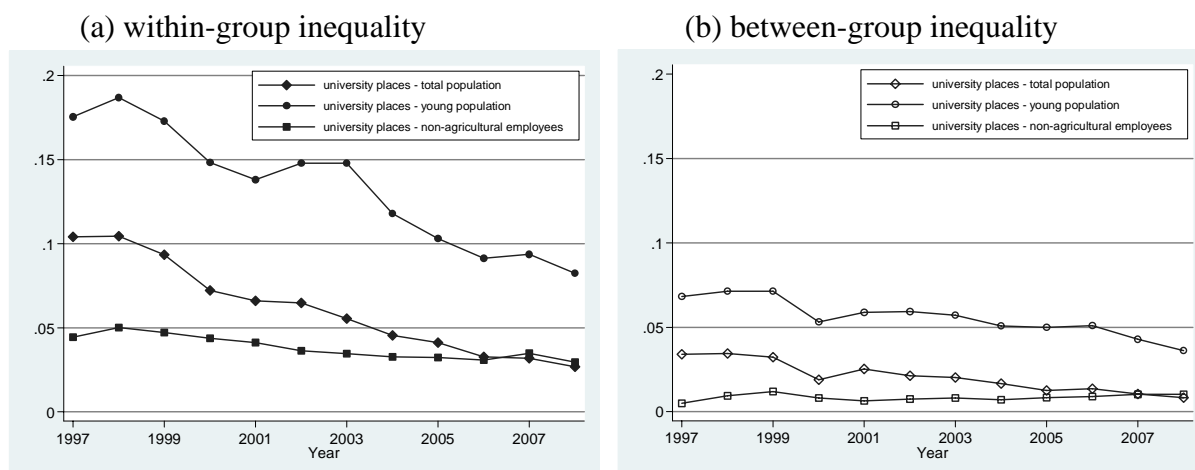 (a) within-group inequality
.2
.15
.1
.05
0
1997 1999 2001 2003 2005 2007
Year
university places - total population
university places - young population
university places - non-agricultural employees
(b) between-group inequality
.2
.15
.1
.05
0
1997 1999 2001 2003 2005 2007
Year
university places - total population
university places - young population
university places - non-agricultural employees